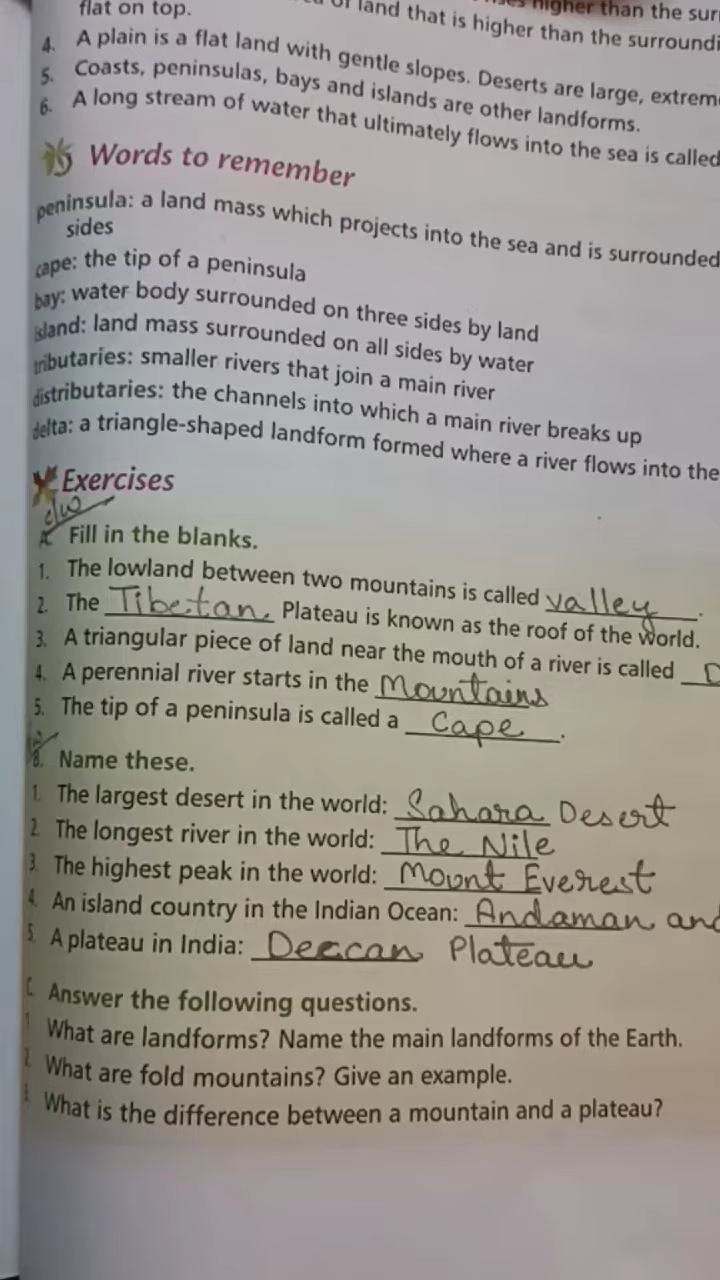 flat on top.
of land that is higher than the surroundi
higher than the sur
4. A plain is a flat land with gentle slopes. Deserts are large, extrem
5. Coasts, peninsulas, bays and islands are other landforms.
6. A long stream of water that ultimately flows into the sea is called
Words to remember
peninsula: a land mass which projects into the sea and is surrounded
sides
cape: the tip of a peninsula
bay: water body surrounded on three sides by land
island: land mass surrounded on all sides by water
tributaries: smaller rivers that join a main river
distributaries: the channels into which a main river breaks up
delta: a triangle-shaped landform formed where a river flows into the
Exercises
c/w
A. Fill in the blanks.
1. The lowland between two mountains is called valley.
2. The Tibetan Plateau is known as the roof of the world.
3. A triangular piece of land near the mouth of a river is called D
4. A perennial river starts in the Mountains
5. The tip of a peninsula is called a Cape.
B. Name these.
1. The largest desert in the world: Sahara Desert
2. The longest river in the world: The Nile
3. The highest peak in the world: Mount Everest
4. An island country in the Indian Ocean: Andaman and
5. A plateau in India: Deccan Plateau
C. Answer the following questions.
1. What are landforms? Name the main landforms of the Earth.
2. What are fold mountains? Give an example.
3. What is the difference between a mountain and a plateau?